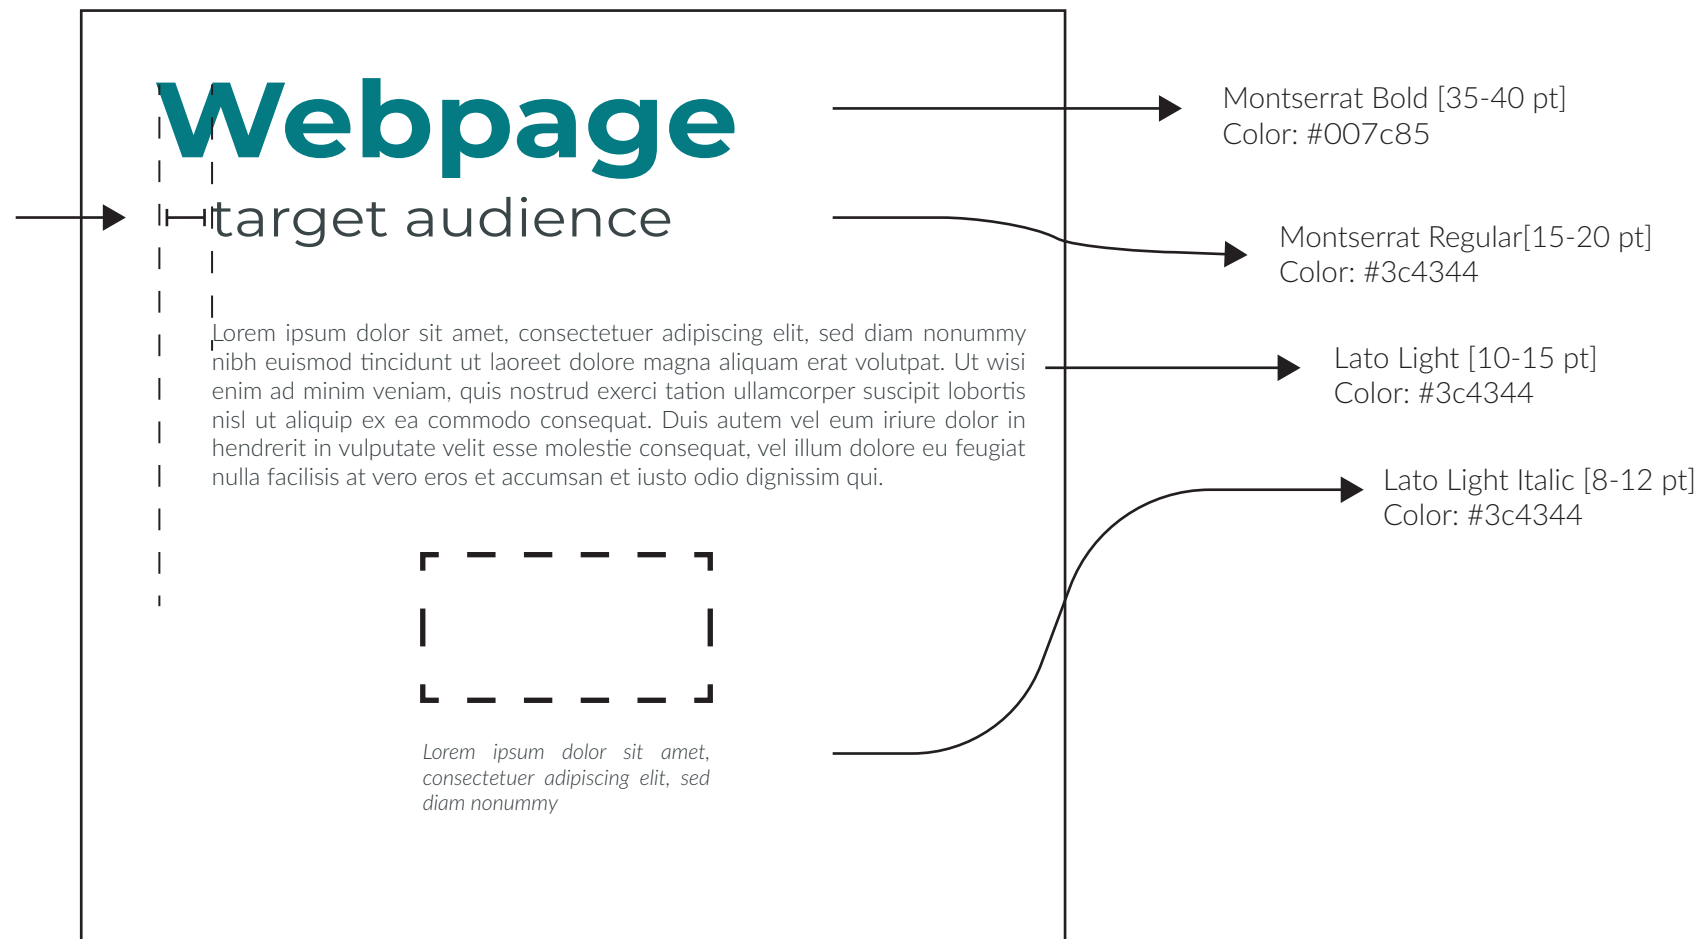 Webpage
target audience
Lorem ipsum dolor sit amet, consectetuer adipiscing elit, sed diam nonummy
nibh euismod tincidunt ut laoreet dolore magna aliquam erat volutpat. Ut wisi
enim ad minim veniam, quis nostrud exerci tation ullamcorper suscipit lobortis
nisl ut aliquip ex ea commodo consequat. Duis autem vel eum iriure dolor in
hendrerit in vulputate velit esse molestie consequat, vel illum dolore eu feugiat
nulla facilisis at vero eros et accumsan et iusto odio dignissim qui.
Lorem ipsum dolor sit amet,
consectetuer adipiscing elit, sed
diam nonummy
Montserrat Bold [35-40 pt]
Color: #007c85
Montserrat Regular[15-20 pt]
Color: #3c4344
Lato Light [10-15 pt]
Color: #3c4344
Lato Light Italic [8-12 pt]
Color: #3c4344